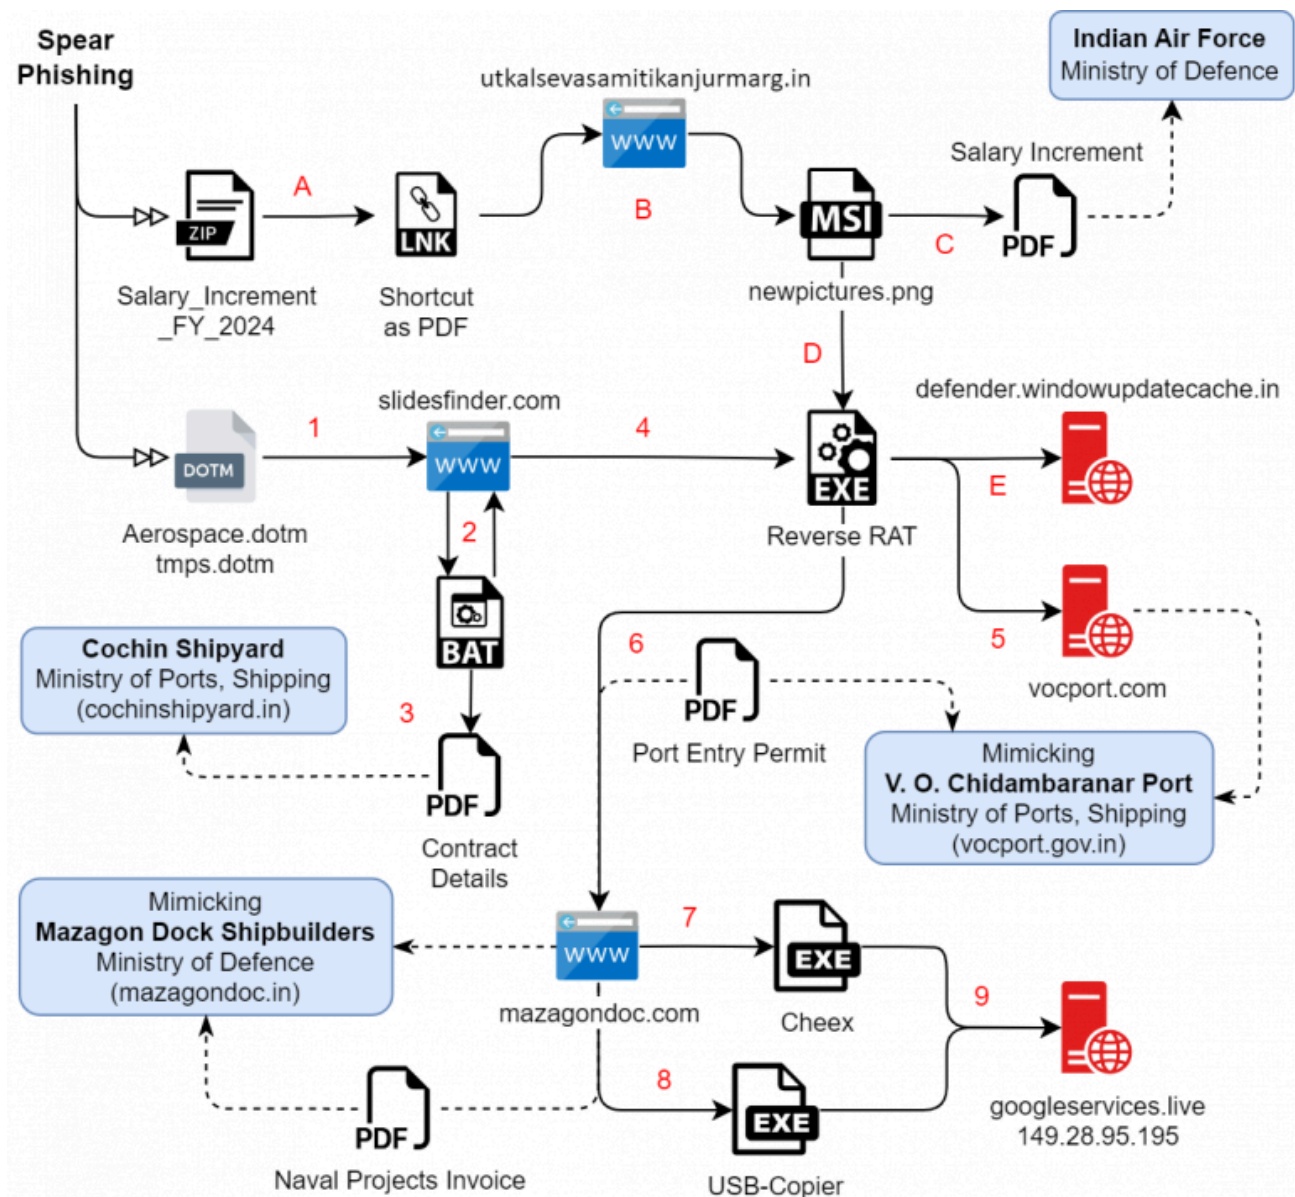 Spear
Phishing
Indian Air Force
Ministry of Defence
utkalsevasamitikanjurmarg.in
WWW
Salary Increment
A
B
C
ZIP
LNK
MSI
PDF
Salary_Increment
_FY_2024
Shortcut
as PDF
newpictures.png
D
slidesfinder.com
defender.windowupdatecache.in
1
4
DOTM
WWW
EXE
E
Aerospace.dotm
tmps.dotm
2
Reverse RAT
BAT
Cochin Shipyard
Ministry of Ports, Shipping
(cochinshipyard.in)
6
5
PDF
vocport.com
3
Port Entry Permit
PDF
Contract
Details
Mimicking
V. O. Chidambaranar Port
Ministry of Ports, Shipping
(vocport.gov.in)
Mimicking
Mazagon Dock Shipbuilders
Ministry of Defence
(mazagondoc.in)
WWW
7
EXE
mazagondoc.com
Cheex
9
8
PDF
EXE
googleservices.live
149.28.95.195
Naval Projects Invoice
USB-Copier